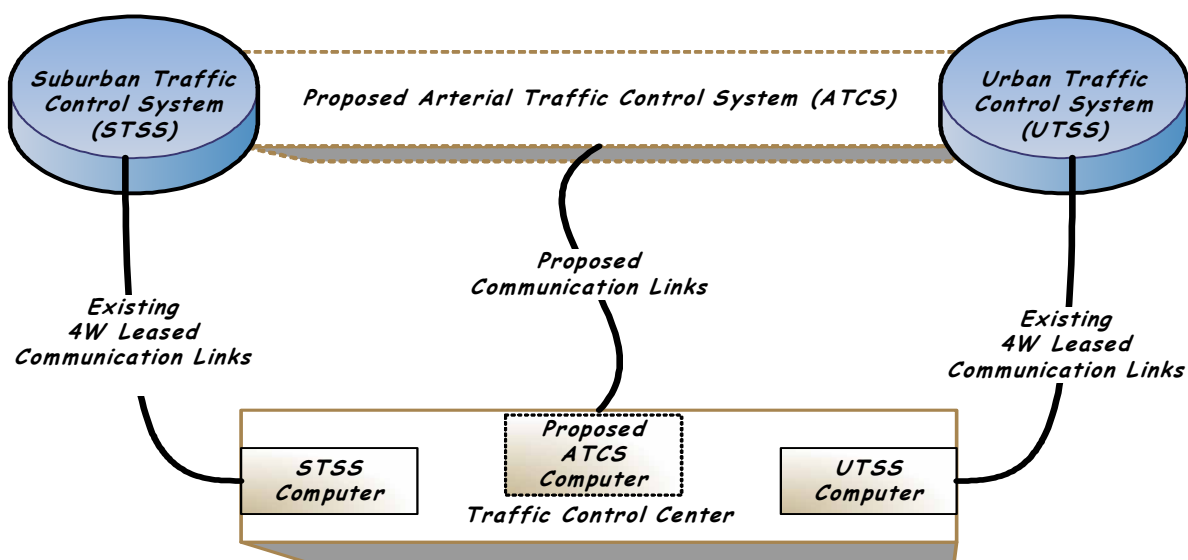 Suburban Traffic
Control System
(STSS)
Proposed Arterial Traffic Control System (ATCS)
Urban Traffic
Control System
(UTSS)
Proposed
Communication Links
Existing
4W Leased
Communication Links
Existing
4W Leased
Communication Links
STSS
Computer
Proposed
ATCS
Computer
UTSS
Computer
Traffic Control Center